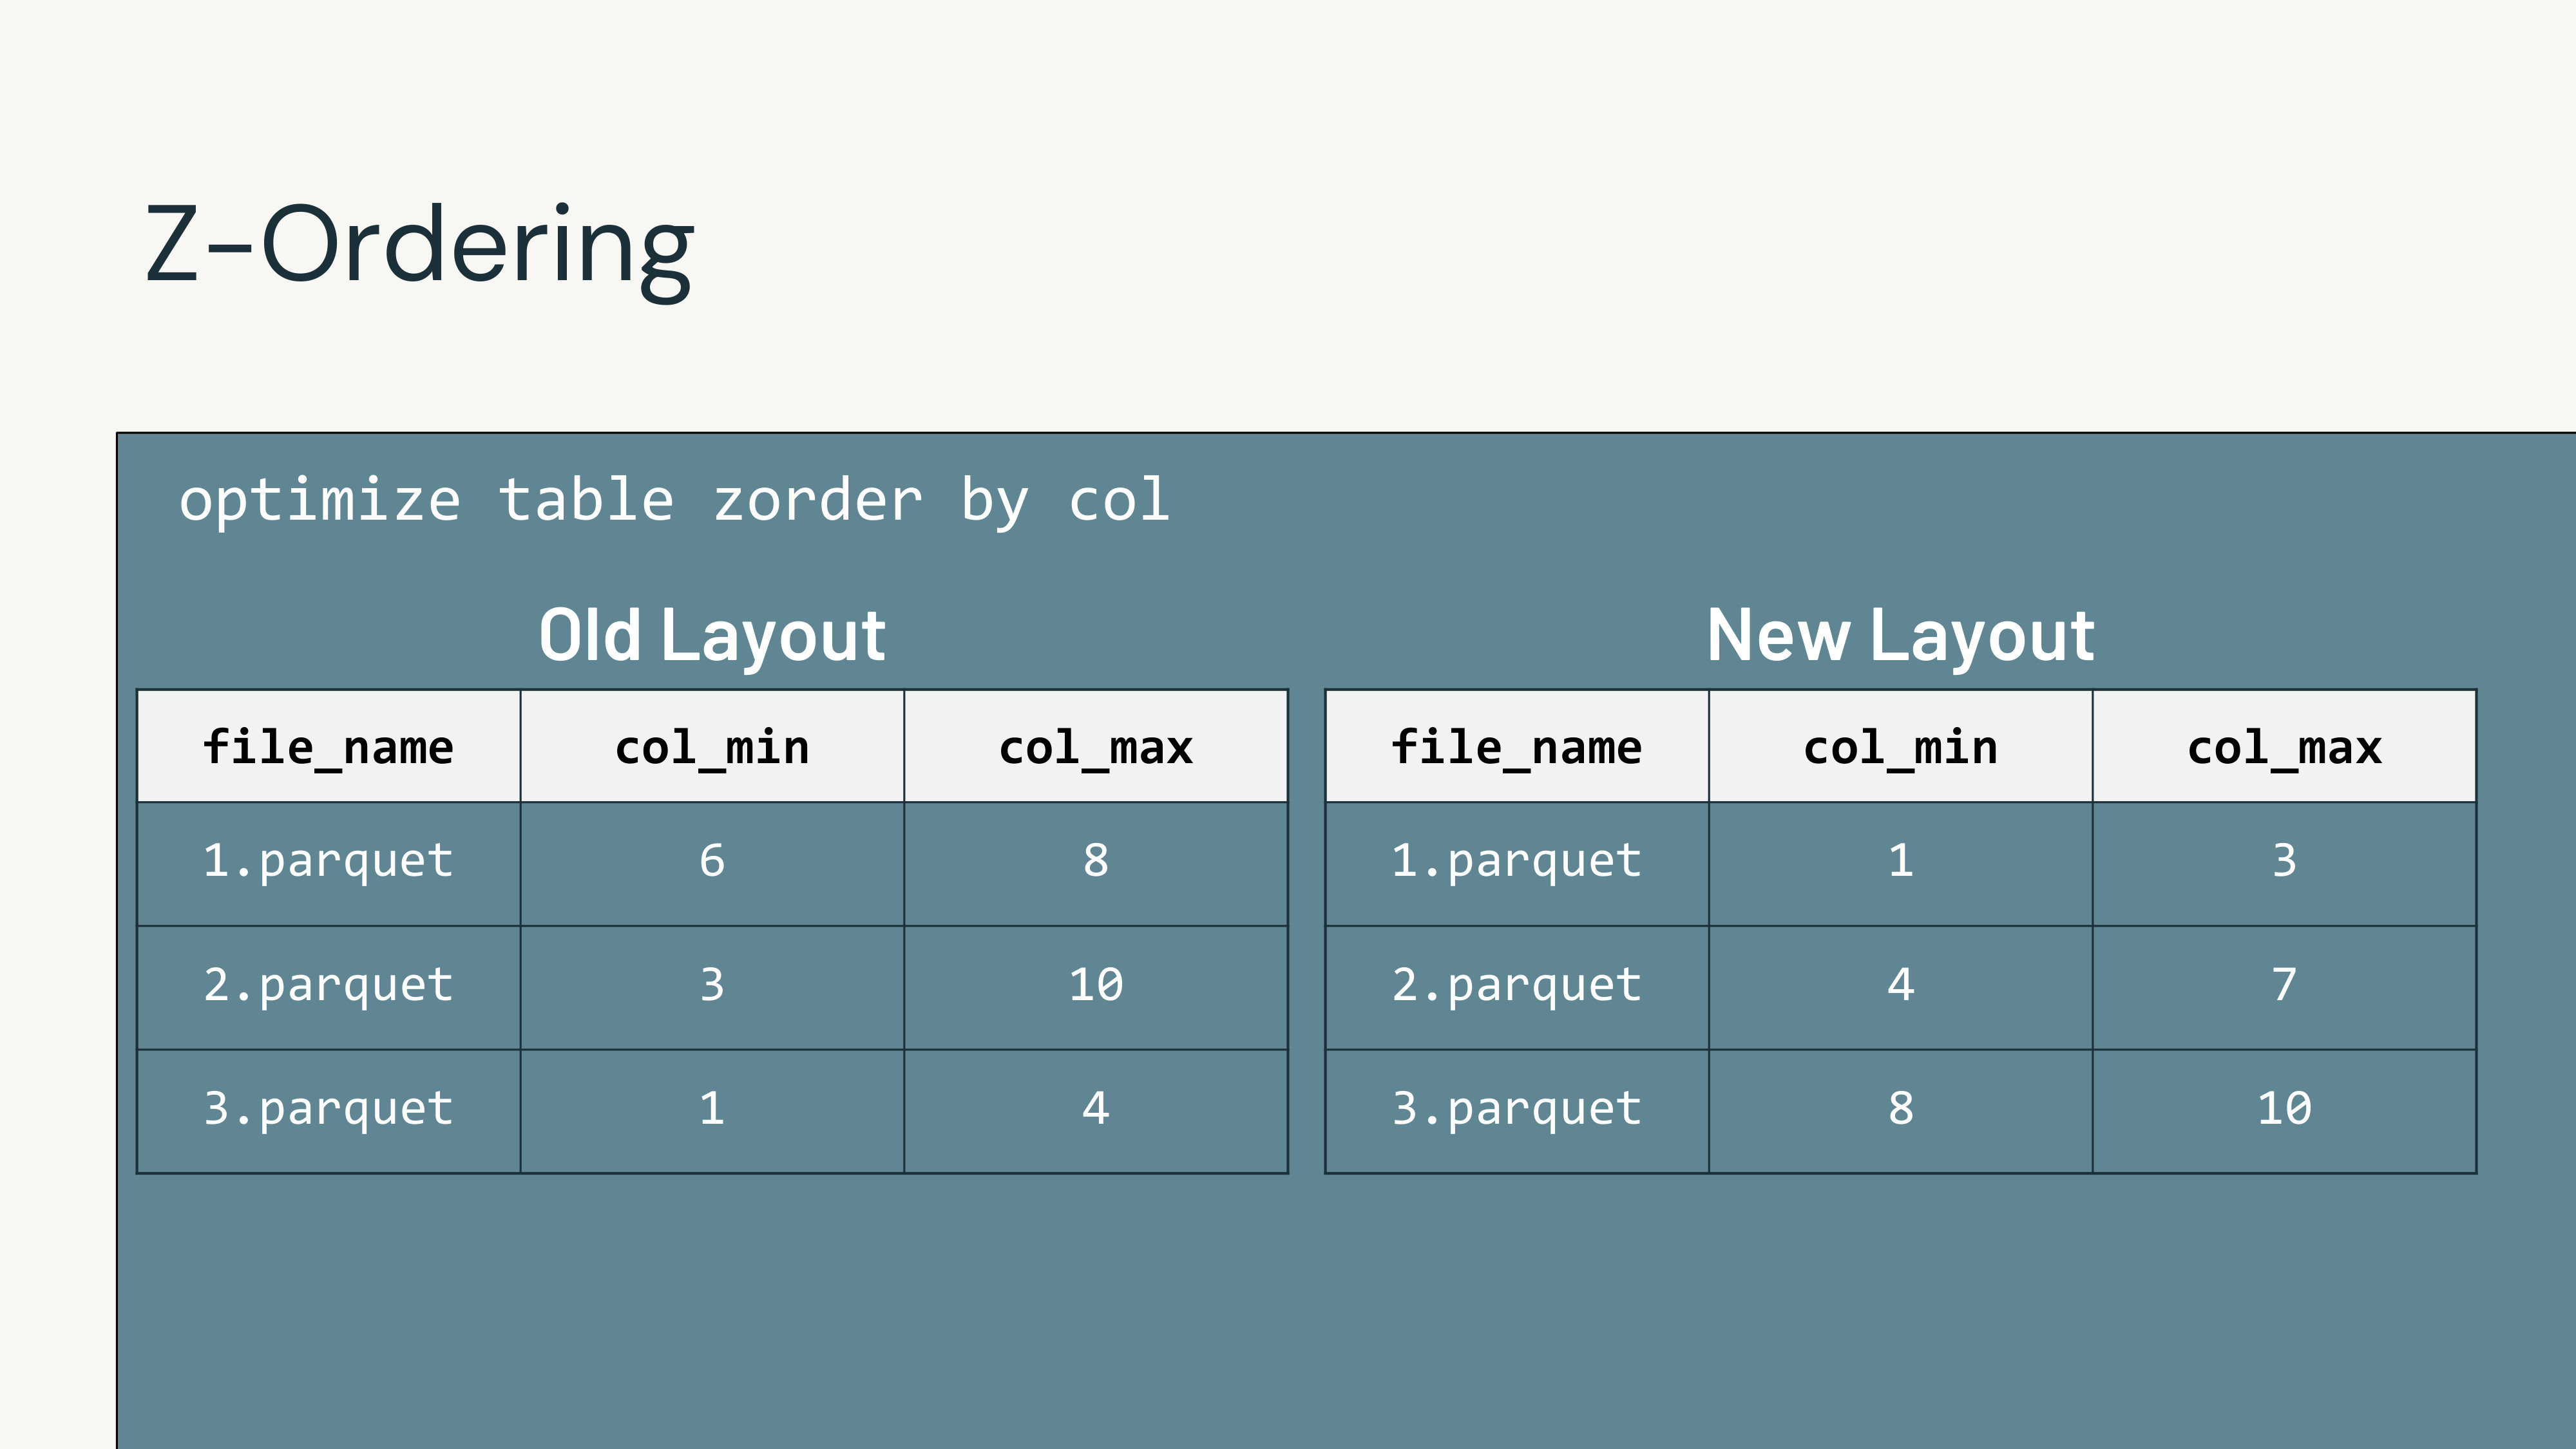 Z-Ordering
optimize table zorder by col
Old Layout
file_name col_min col_max
1.parquet 6 8
2.parquet 3 10
3.parquet 1 4
New Layout
file_name col_min col_max
1.parquet 1 3
2.parquet 4 7
3.parquet 8 10